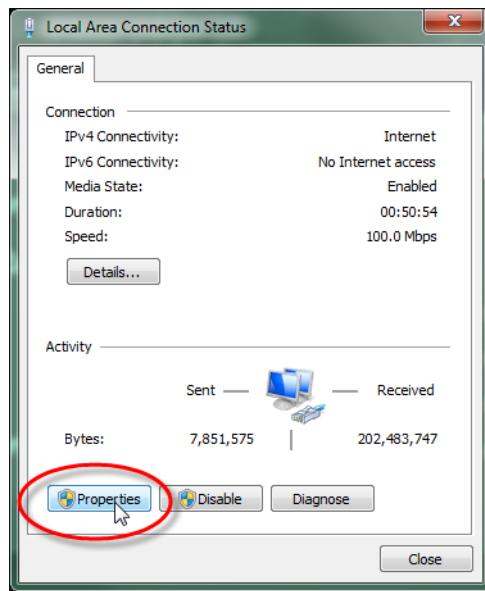 Local Area Connection Status
General
Connection
IPv4 Connectivity: Internet
IPv6 Connectivity: No Internet access
Media State: Enabled
Duration: 00:50:54
Speed: 100.0 Mbps
Details...
Activity
Sent Received
Bytes: 7,851,575 202,483,747
Properties Disable Diagnose
Close